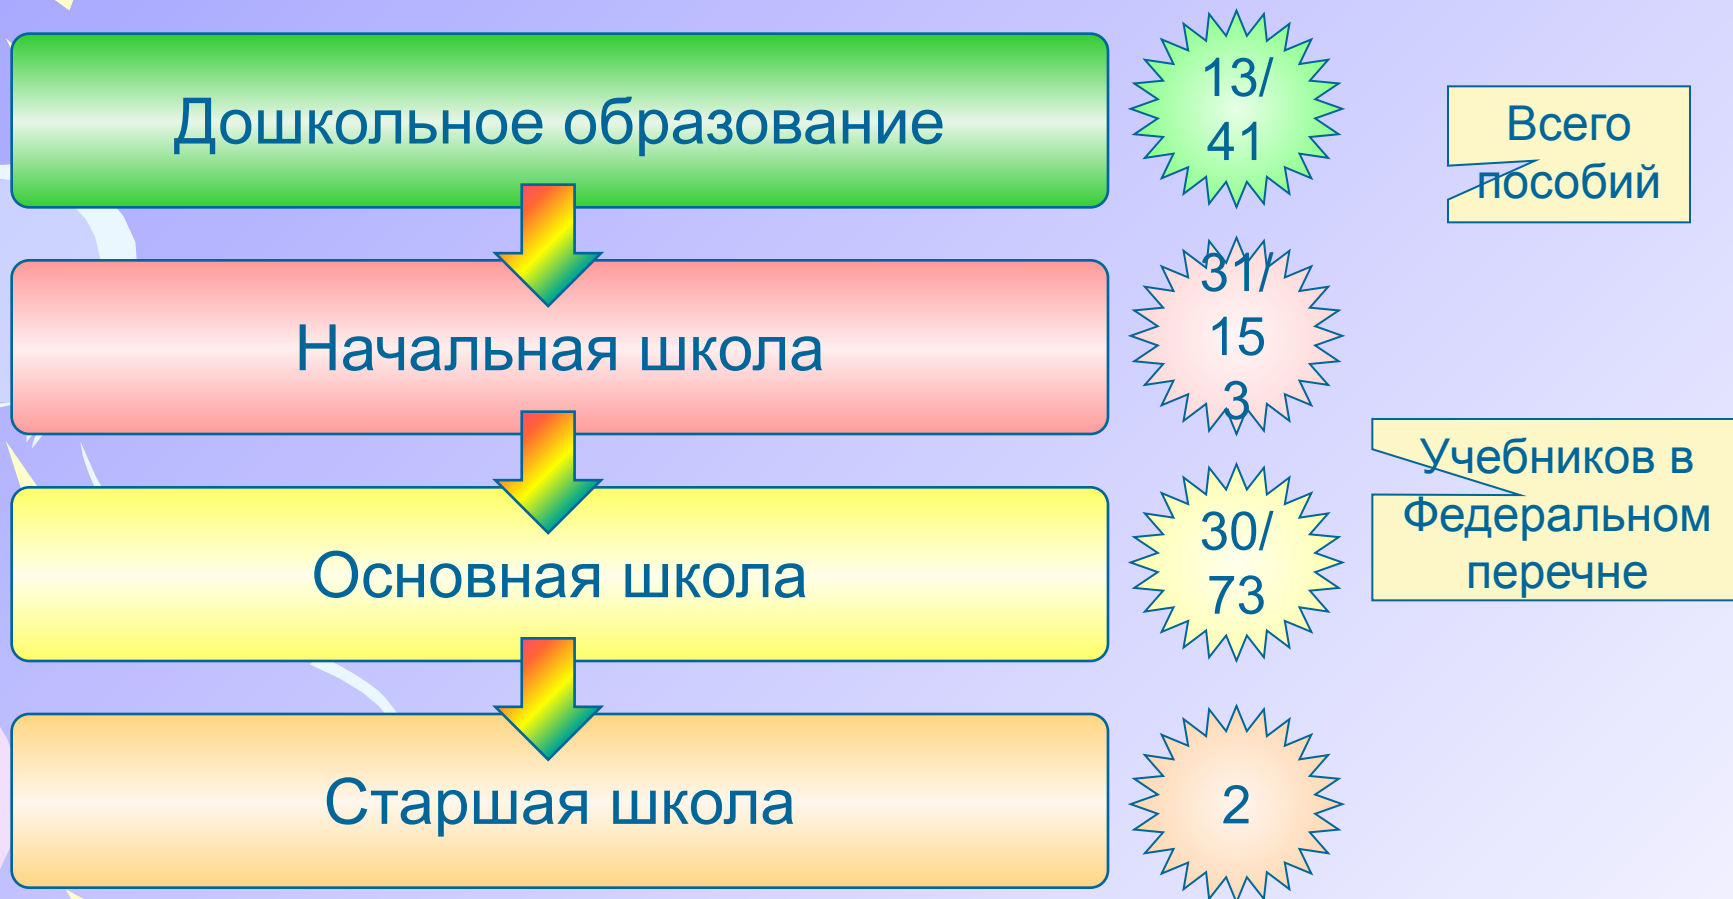 Дошкольное образование
13/
41
Всего
пособий
Начальная школа
31/
15
3
Учебников в
Федеральном
перечне
Основная школа
30/
73
Старшая школа
2